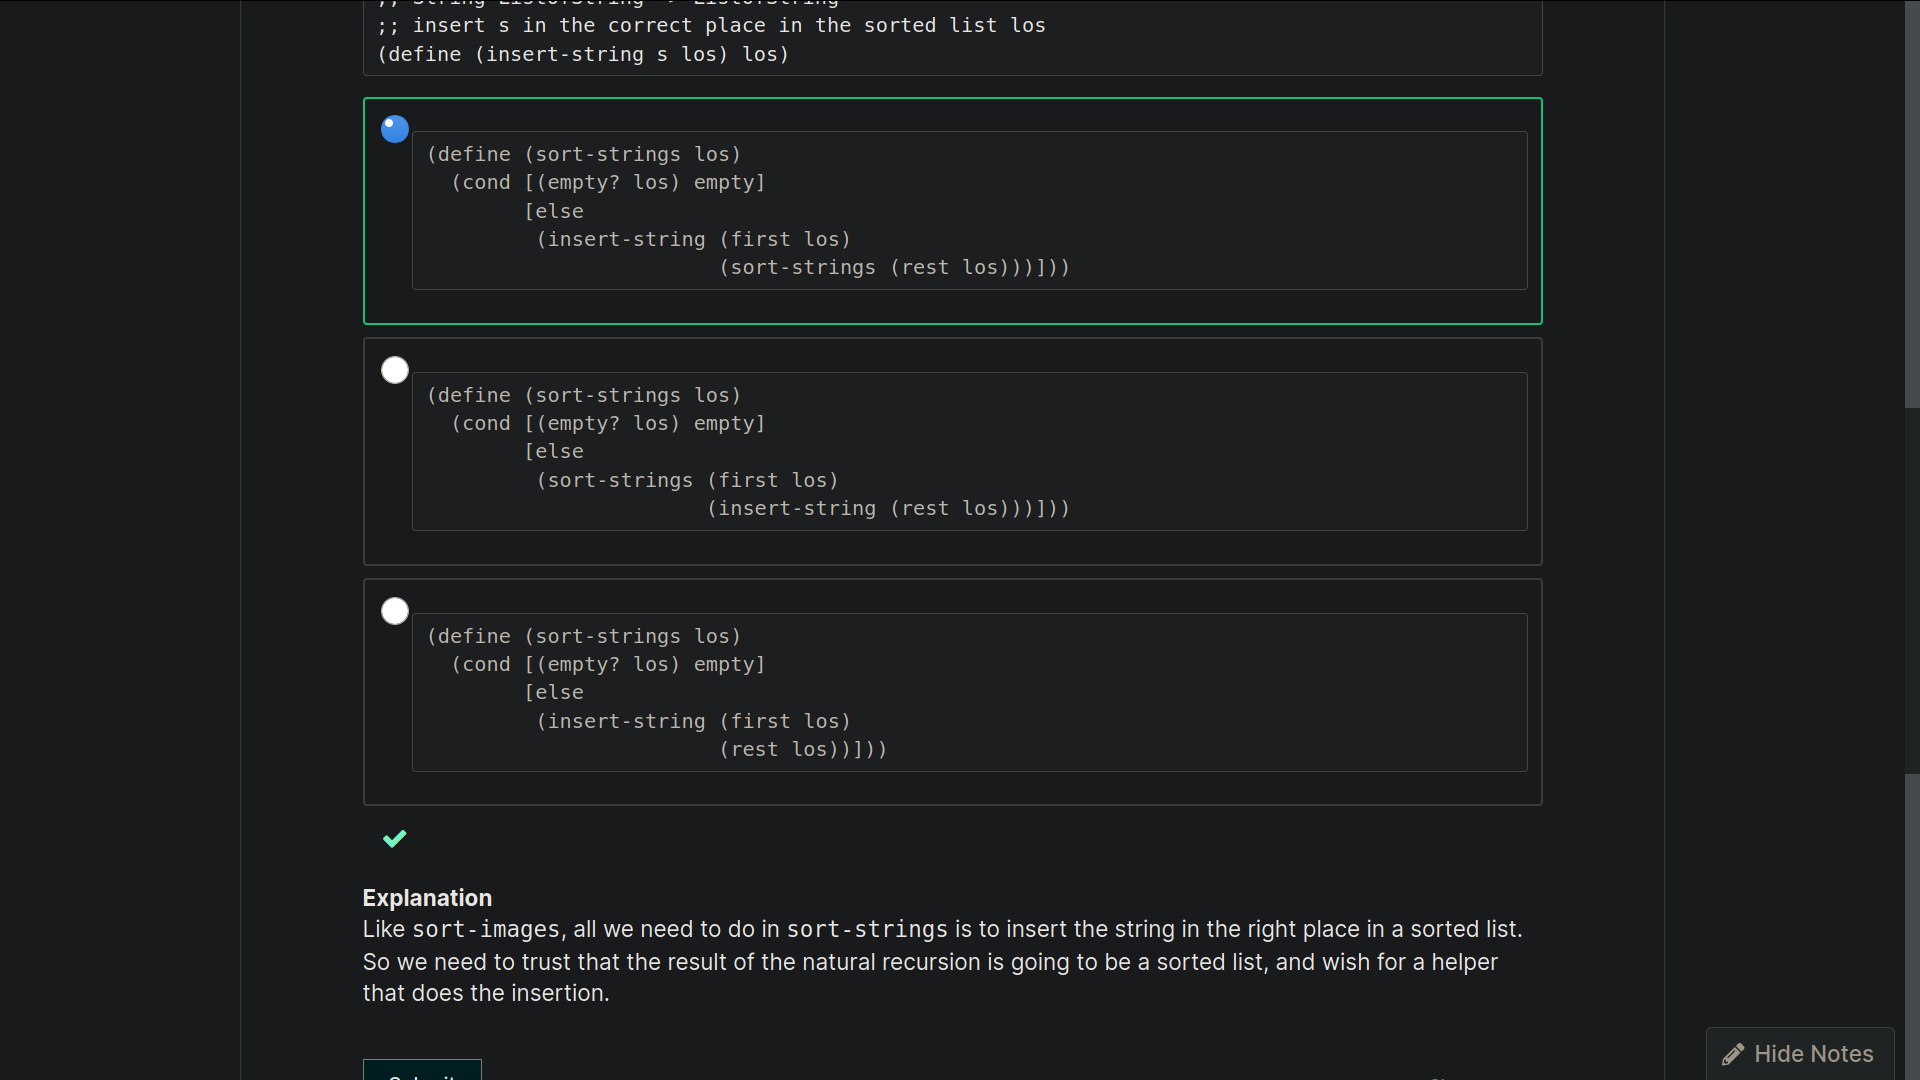 ;; String ListOfString -> ListOfString
;; insert s in the correct place in the sorted list los
(define (insert-string s los) los)
(define (sort-strings los)
  (cond [(empty? los) empty]
        [else
         (insert-string (first los)
                        (sort-strings (rest los)))]))
(define (sort-strings los)
  (cond [(empty? los) empty]
        [else
         (sort-strings (first los)
                       (insert-string (rest los)))]))
(define (sort-strings los)
  (cond [(empty? los) empty]
        [else
         (insert-string (first los)
                        (rest los))]))
Explanation
Like sort-images, all we need to do in sort-strings is to insert the string in the right place in a sorted list.
So we need to trust that the result of the natural recursion is going to be a sorted list, and wish for a helper
that does the insertion.
Hide Notes
Submit